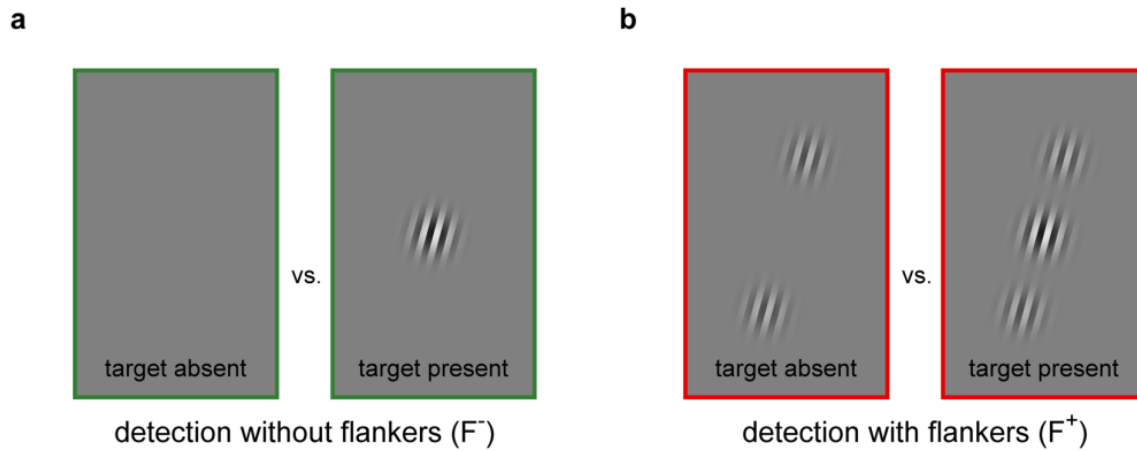 a
b
target absent
vs.
target present
target absent
vs.
target present
detection without flankers (F⁻)
detection with flankers (F⁺)